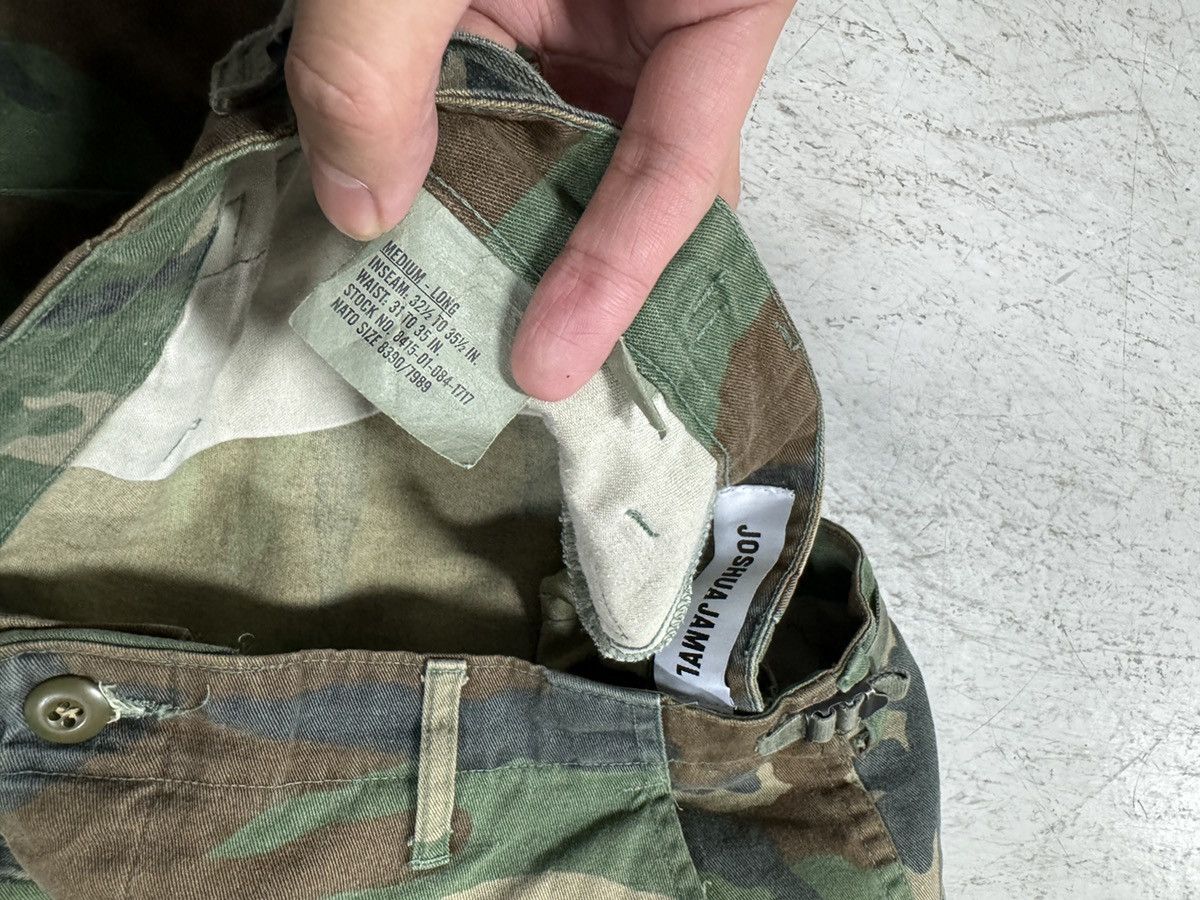 MEDIUM - LONG
INSEAM. 32½ TO 35½ IN.
WAIST. 31 TO 35 IN.
STOCK NO. 8415-01-084-1717
NATO SIZE 8390/7989
JOSHUA JAMAL